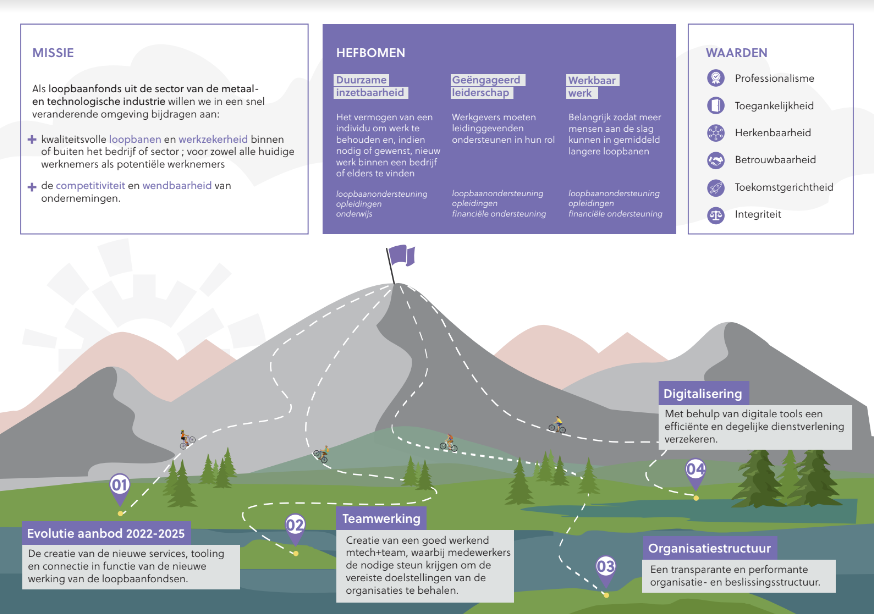 MISSIE
Als loopbaanfonds uit de sector van de metaal-
en technologische industrie willen we in een snel
veranderende omgeving bijdragen aan:
kwaliteitsvolle loopbanen en werkzekerheid binnen
of buiten het bedrijf of sector ; voor zowel alle huidige
werknemers als potentiële werknemers
de competitiviteit en wendbaarheid van
ondernemingen.
HEFBOMEN
Duurzame
inzetbaarheid
Het vermogen van een
individu om werk te
behouden en, indien
nodig of gewenst, nieuw
werk binnen een bedrijf
of elders te vinden
loopbaanondersteuning
opleidingen
onderwijs
Geëngageerd
leiderschap
Werkgevers moeten
leidinggevenden
ondersteunen in hun rol
loopbaanondersteuning
opleidingen
financiële ondersteuning
Werkbaar
werk
Belangrijk zodat meer
mensen aan de slag
kunnen in gemiddeld
langere loopbanen
loopbaanondersteuning
opleidingen
financiële ondersteuning
WAARDEN
Professionalisme
Toegankelijkheid
Herkenbaarheid
Betrouwbaarheid
Toekomstgerichtheid
Integriteit
01
Evolutie aanbod 2022-2025
De creatie van de nieuwe services, tooling
en connectie in functie van de nieuwe
werking van de loopbaanfondsen.
02
Teamwerking
Creatie van een goed werkend
mtech+team, waarbij medewerkers
de nodige steun krijgen om de
vereiste doelstellingen van de
organisaties te behalen.
03
Organisatiestructuur
Een transparante en performante
organisatie- en beslissingsstructuur.
04
Digitalisering
Met behulp van digitale tools een
efficiënte en degelijke dienstverlening
verzekeren.